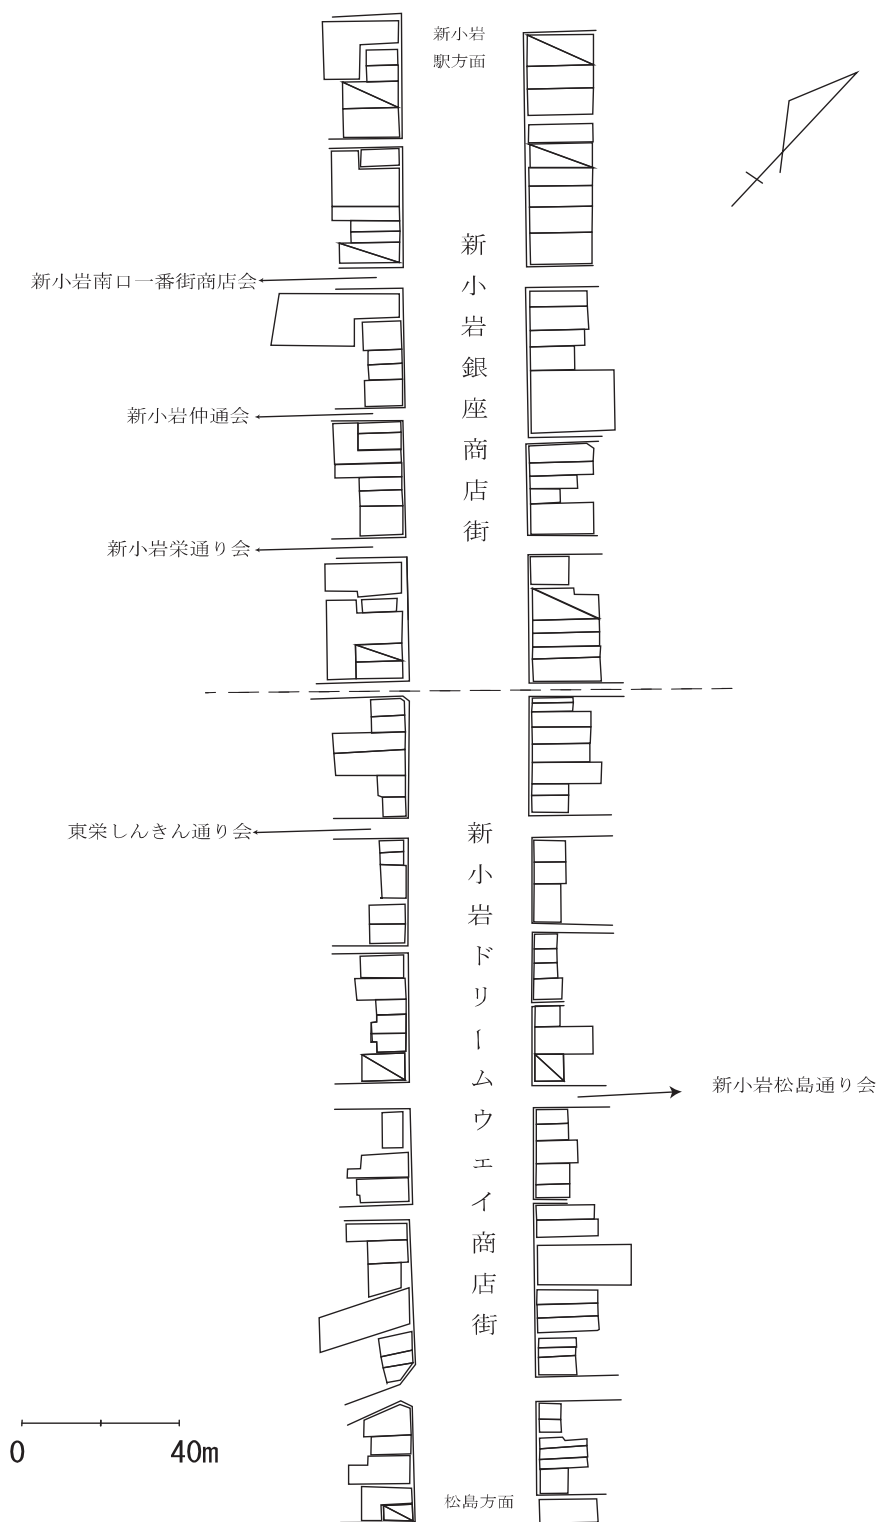 新小岩
駅方面
新小岩銀座商店街
新小岩南口一番街商店会
新小岩仲通会
新小岩栄通り会
東栄しんきん通り会
新小岩ドリームウェイ商店街
新小岩松島通り会
0 40m
松島方面